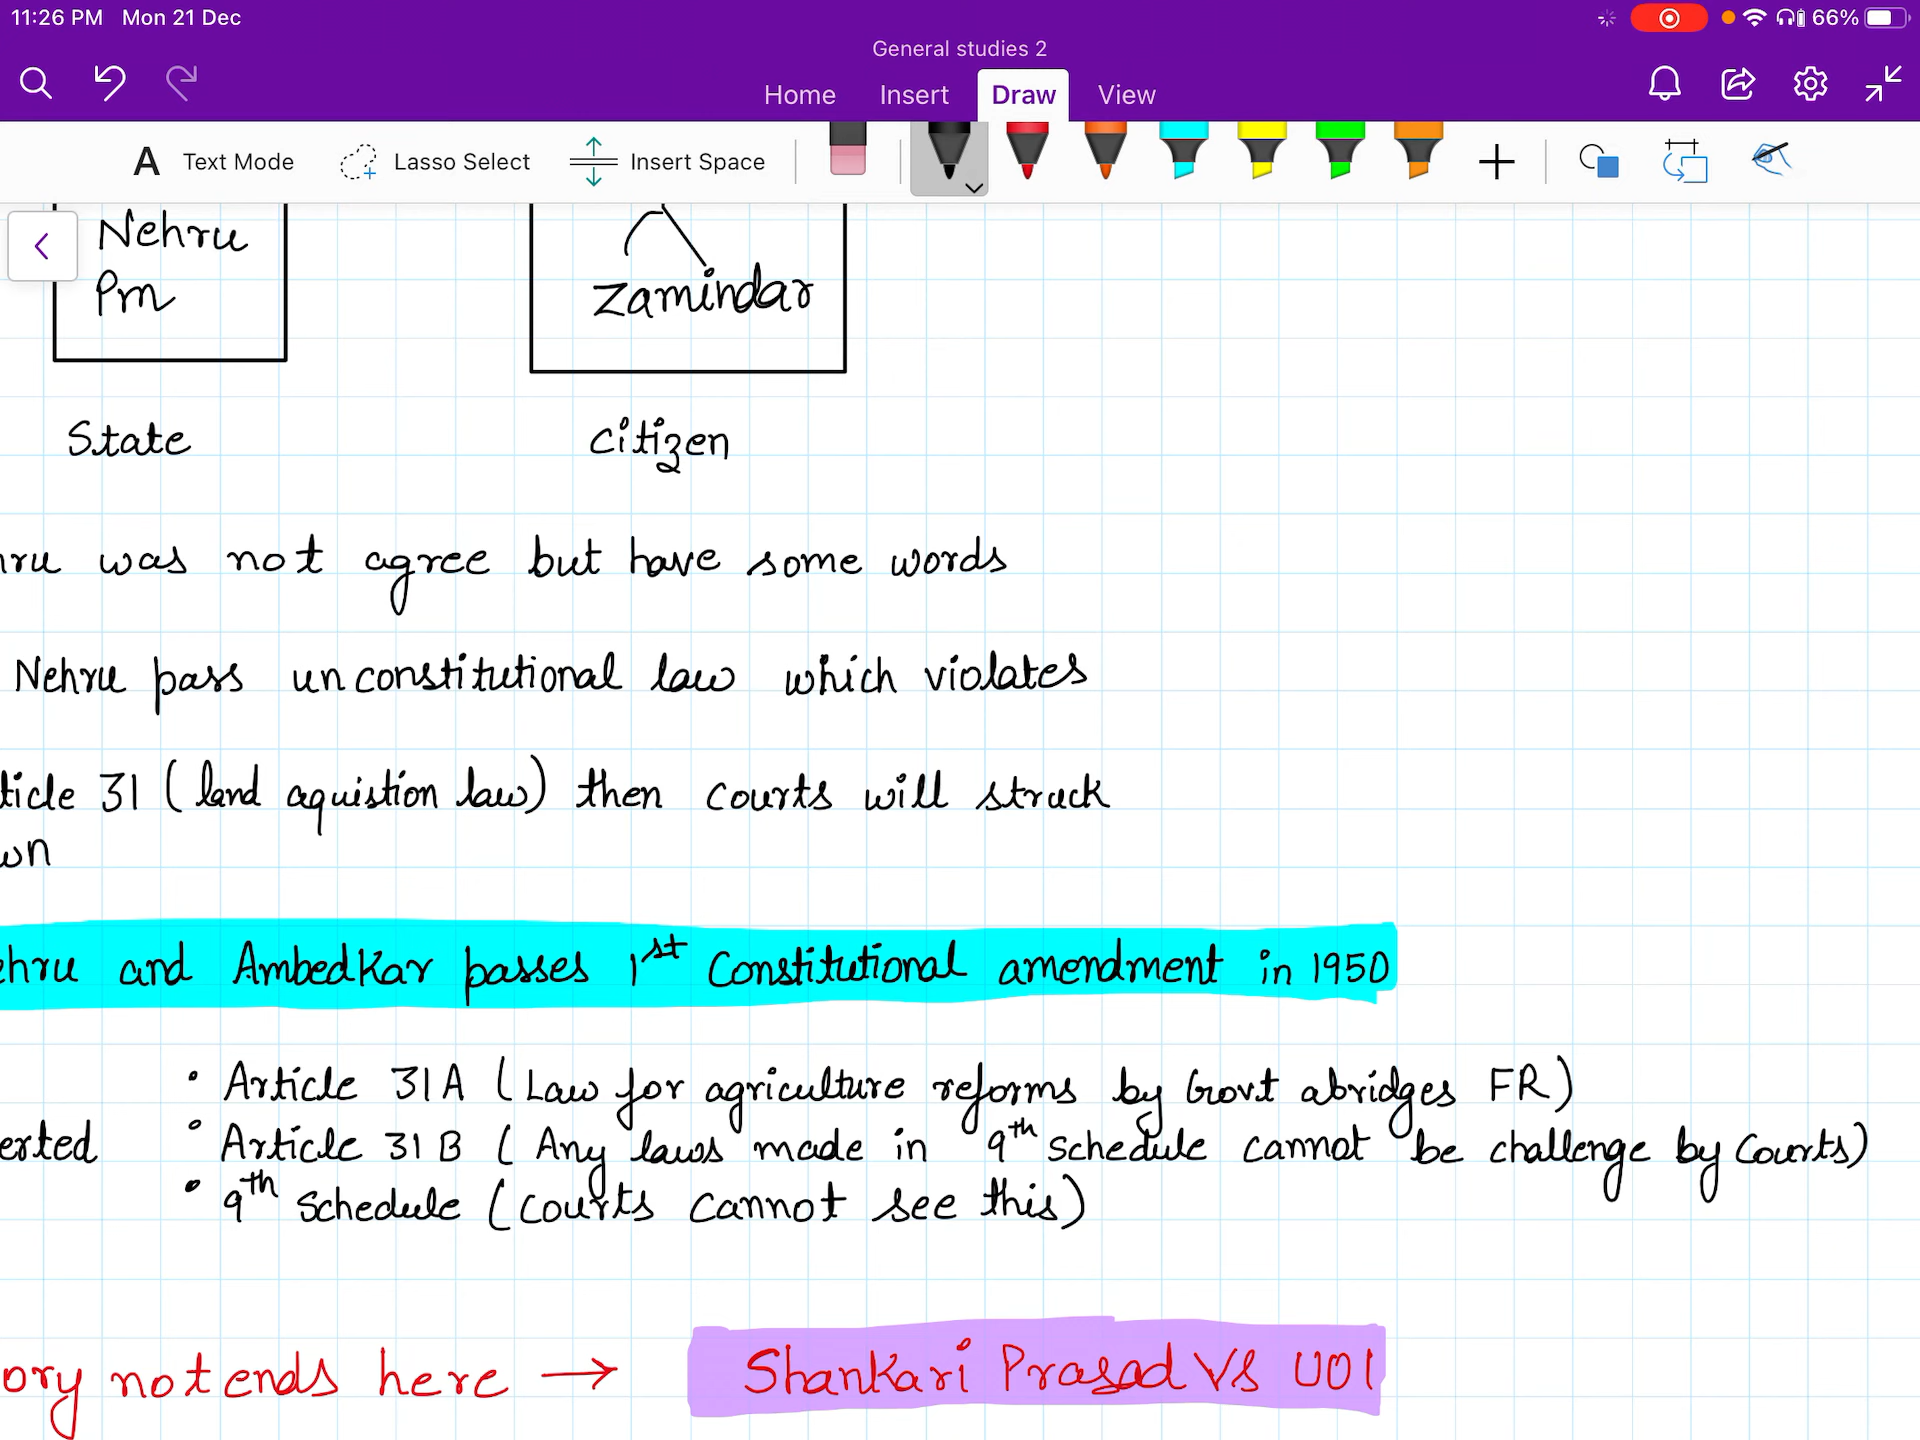 11:26 PM Mon 21 Dec
66%
General studies 2
Home Insert Draw View
A Text Mode Lasso Select Insert Space
Nehru
Pm
Zamindar
State
Citizen
hru was not agree but have some words
Nehru pass unconstitutional law which violates
ticle 31 (land aquistion law) then courts will struck
wn
ehru and Ambedkar passes 1st Constitutional amendment in 1950
• Article 31A (Law for agriculture reforms by Govt abridges FR)
erted • Article 31B (Any laws made in 9th schedule cannot be challenge by Courts)
• 9th Schedule (courts cannot see this)
ory not ends here → Shankari Prasad Vs UOI